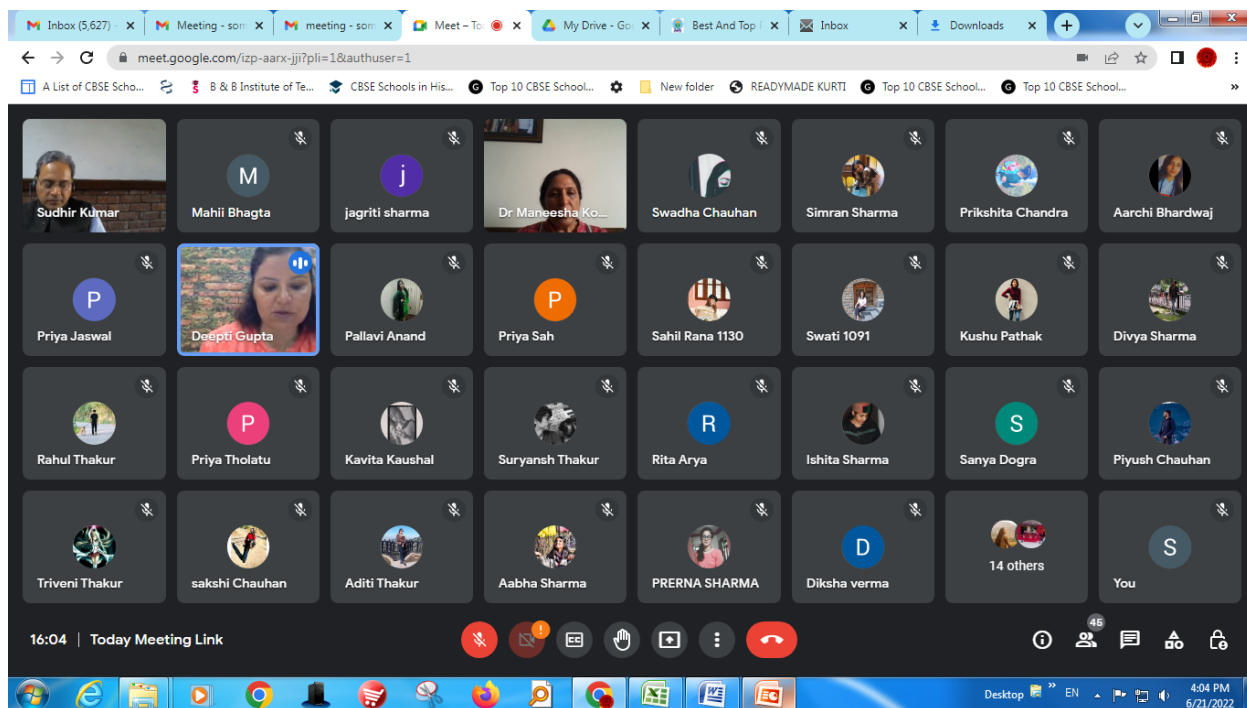 Inbox (5,627) - Meeting - som meeting - som Meet – To My Drive - Go Best And Top Inbox Downloads
meet.google.com/izp-aarx-jji?pli=1&authuser=1
A List of CBSE Scho... B & B Institute of Te... CBSE Schools in His... G Top 10 CBSE School... New folder READYMADE KURTI G Top 10 CBSE School... G Top 10 CBSE School... »
M j
Sudhir Kumar Mahii Bhagta jagriti sharma Dr Maneesha Ko... Swadha Chauhan Simran Sharma Prikshita Chandra Aarchi Bhardwaj
P P
Priya Jaswal Deepti Gupta Pallavi Anand Priya Sah Sahil Rana 1130 Swati 1091 Kushu Pathak Divya Sharma
P R S
Rahul Thakur Priya Tholatu Kavita Kaushal Suryansh Thakur Rita Arya Ishita Sharma Sanya Dogra Piyush Chauhan
D S
Triveni Thakur sakshi Chauhan Aditi Thakur Aabha Sharma PRERNA SHARMA Diksha verma 14 others You
16:04 | Today Meeting Link ! CC 45
Desktop » EN 4:04 PM
6/21/2022